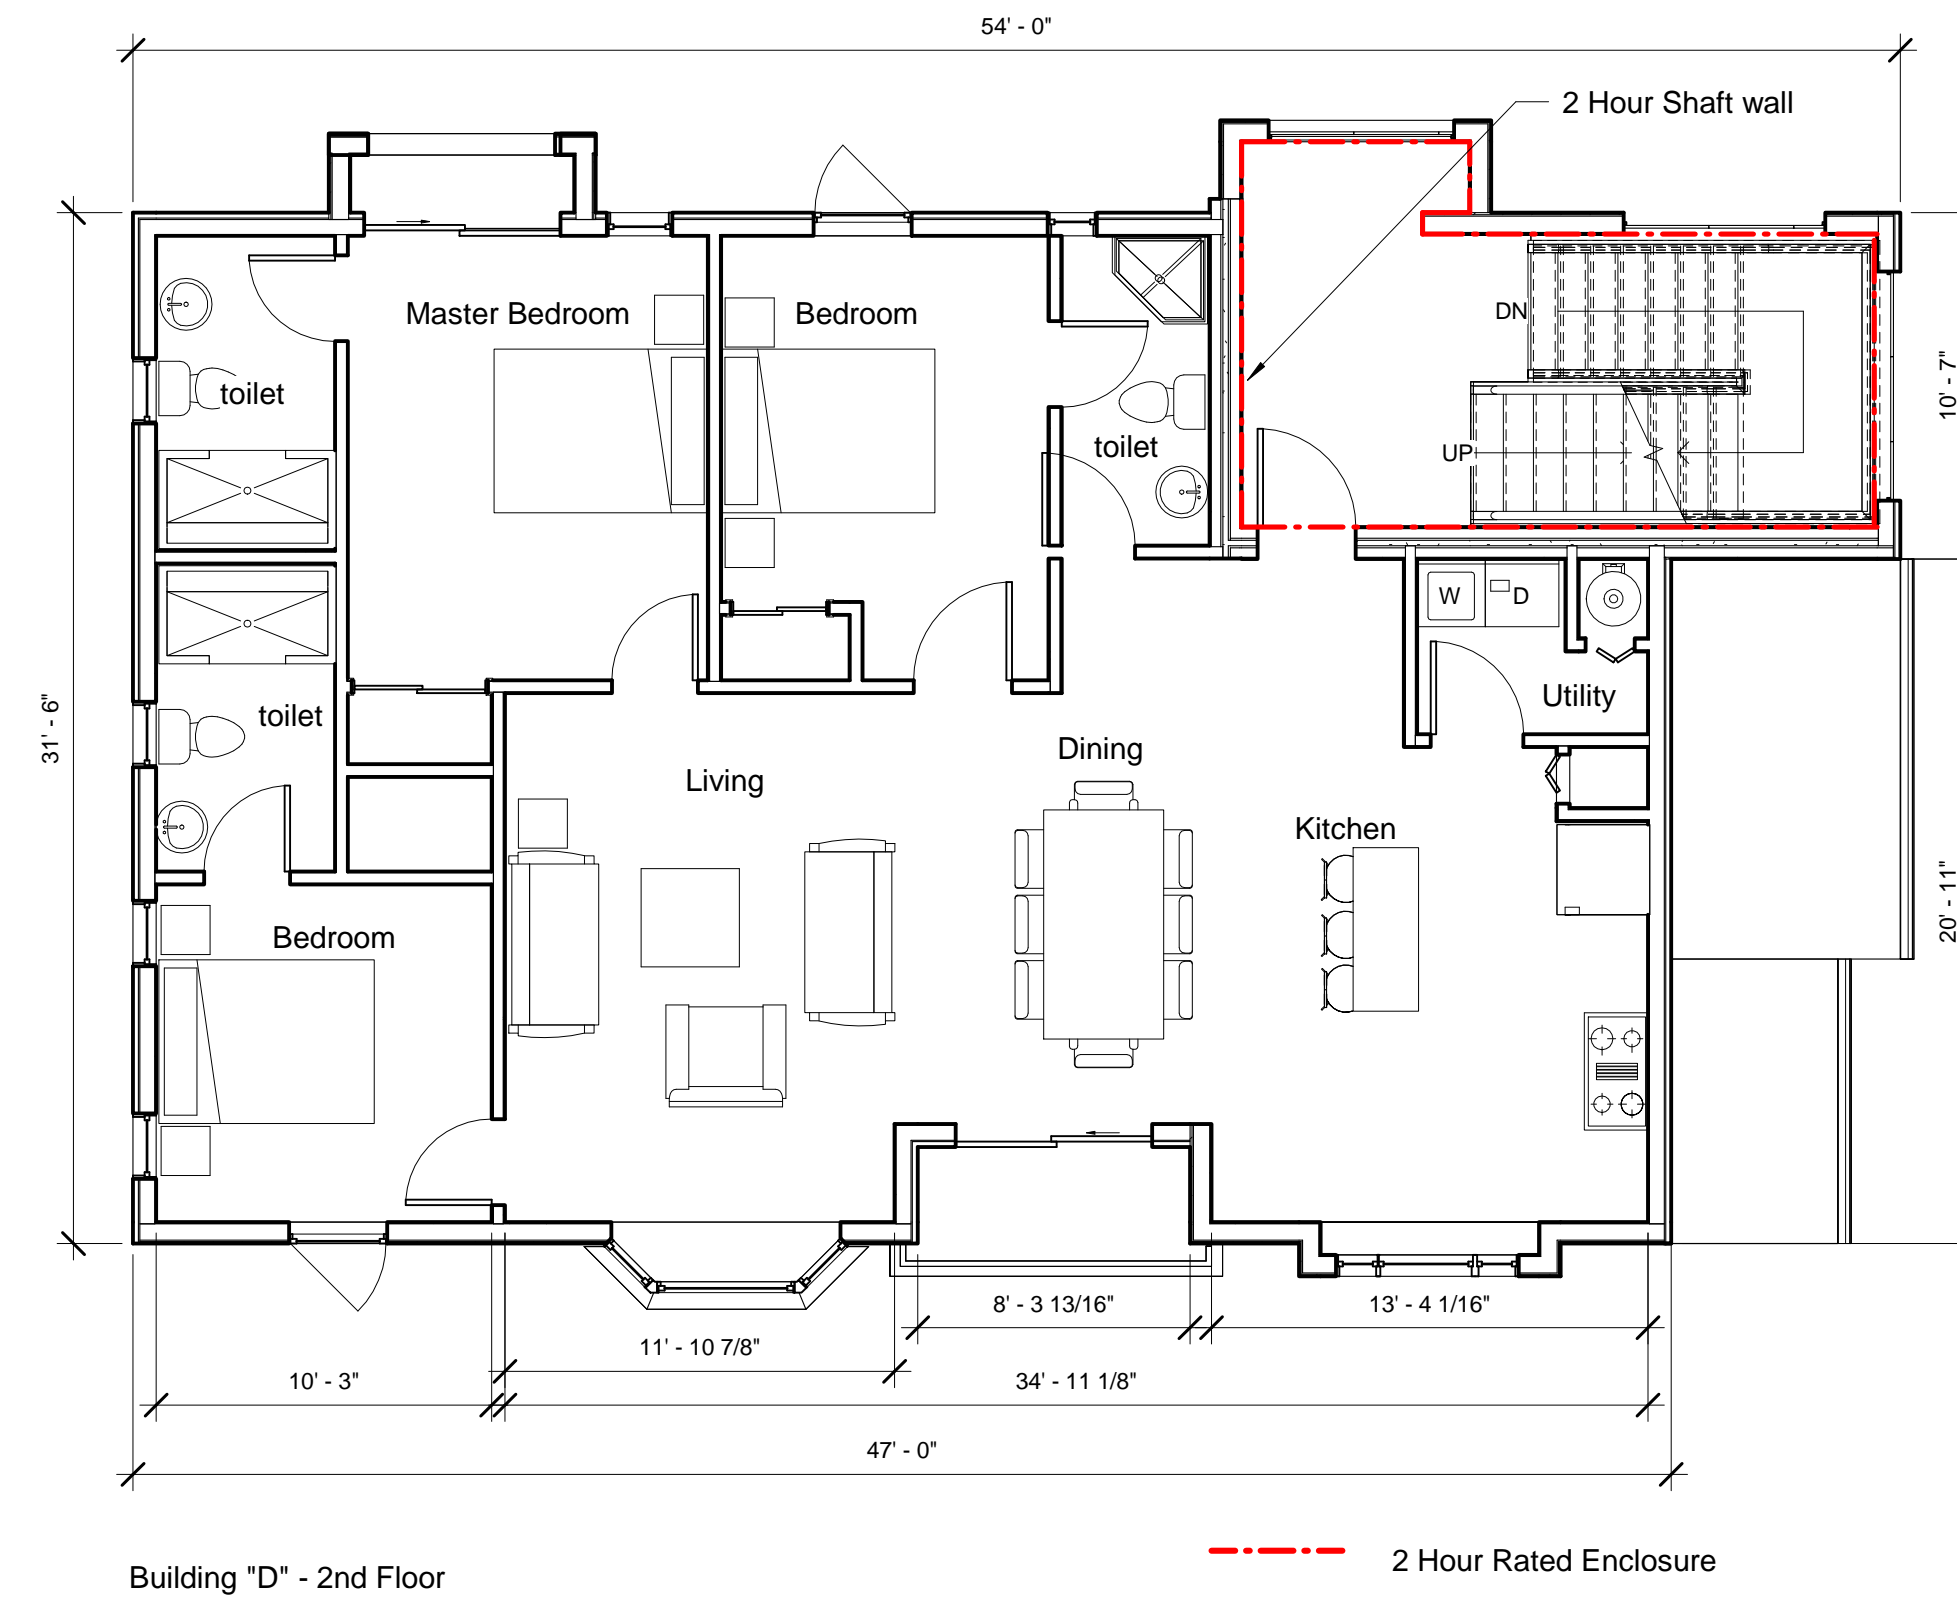 54' - 0"
2 Hour Shaft wall
Master Bedroom
Bedroom
DN
10' - 7"
toilet
toilet
UP
W
D
31' - 6"
toilet
Utility
Dining
Living
Kitchen
20' - 11"
Bedroom
8' - 3 13/16"
13' - 4 1/16"
11' - 10 7/8"
10' - 3"
34' - 11 1/8"
47' - 0"
2 Hour Rated Enclosure
Building "D" - 2nd Floor